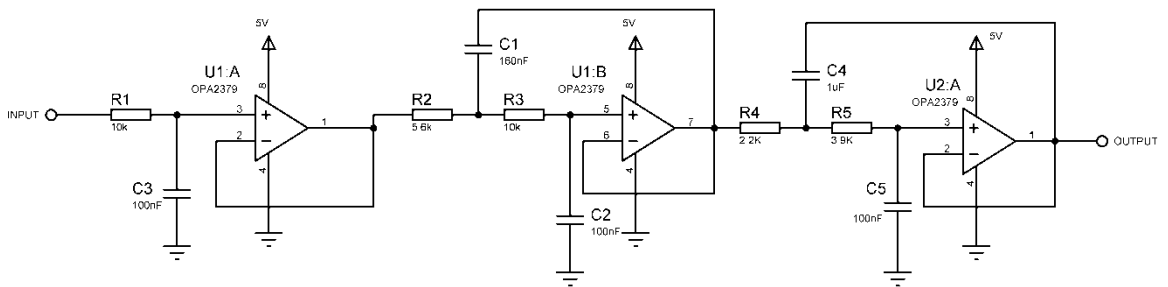 5V
C1
160nF
5V
C4
1uF
5V
U1:A
OPA2379
U1:B
OPA2379
U2:A
OPA2379
INPUT
R1
10k
3
2
8
4
1
R2
5.6k
R3
10k
5
6
8
4
7
R4
2.2K
R5
3.9K
3
2
8
4
1
OUTPUT
C3
100nF
C2
100nF
C5
100nF
+
−
+
−
+
−